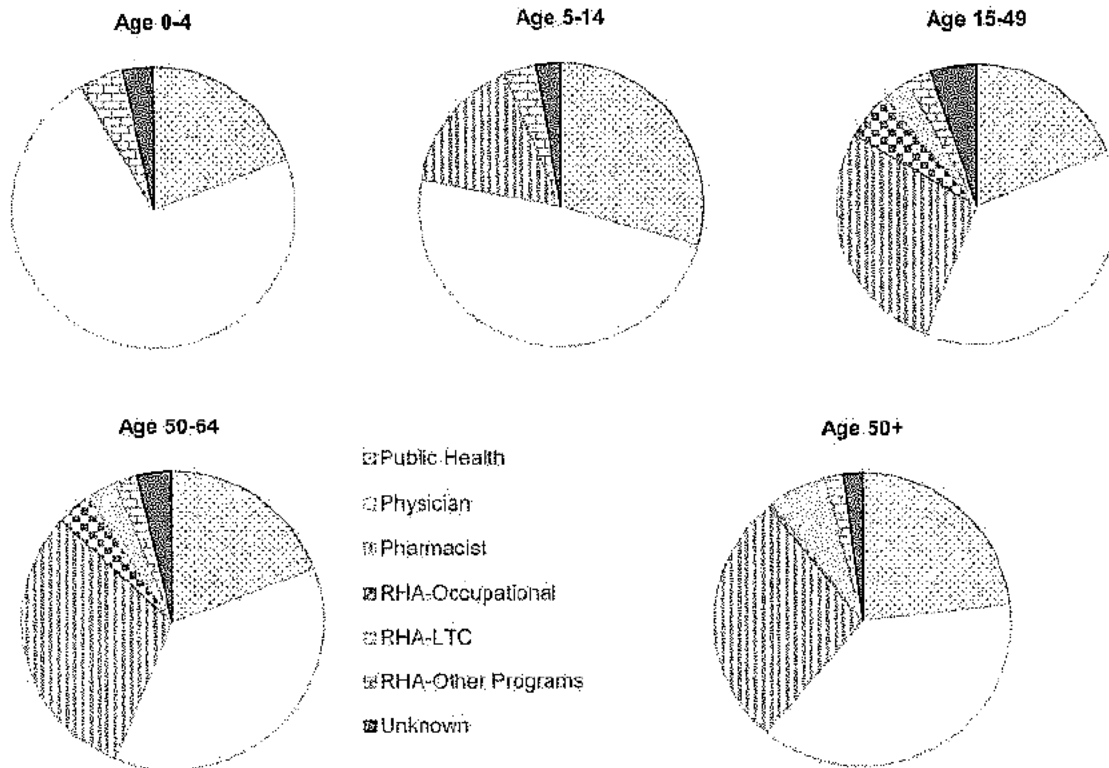 Age 0-4
Age 5-14
Age 15-49
Age 50-64
Age 50+
Public Health
Physician
Pharmacist
RHA-Occupational
RHA-LTC
RHA-Other Programs
Unknown